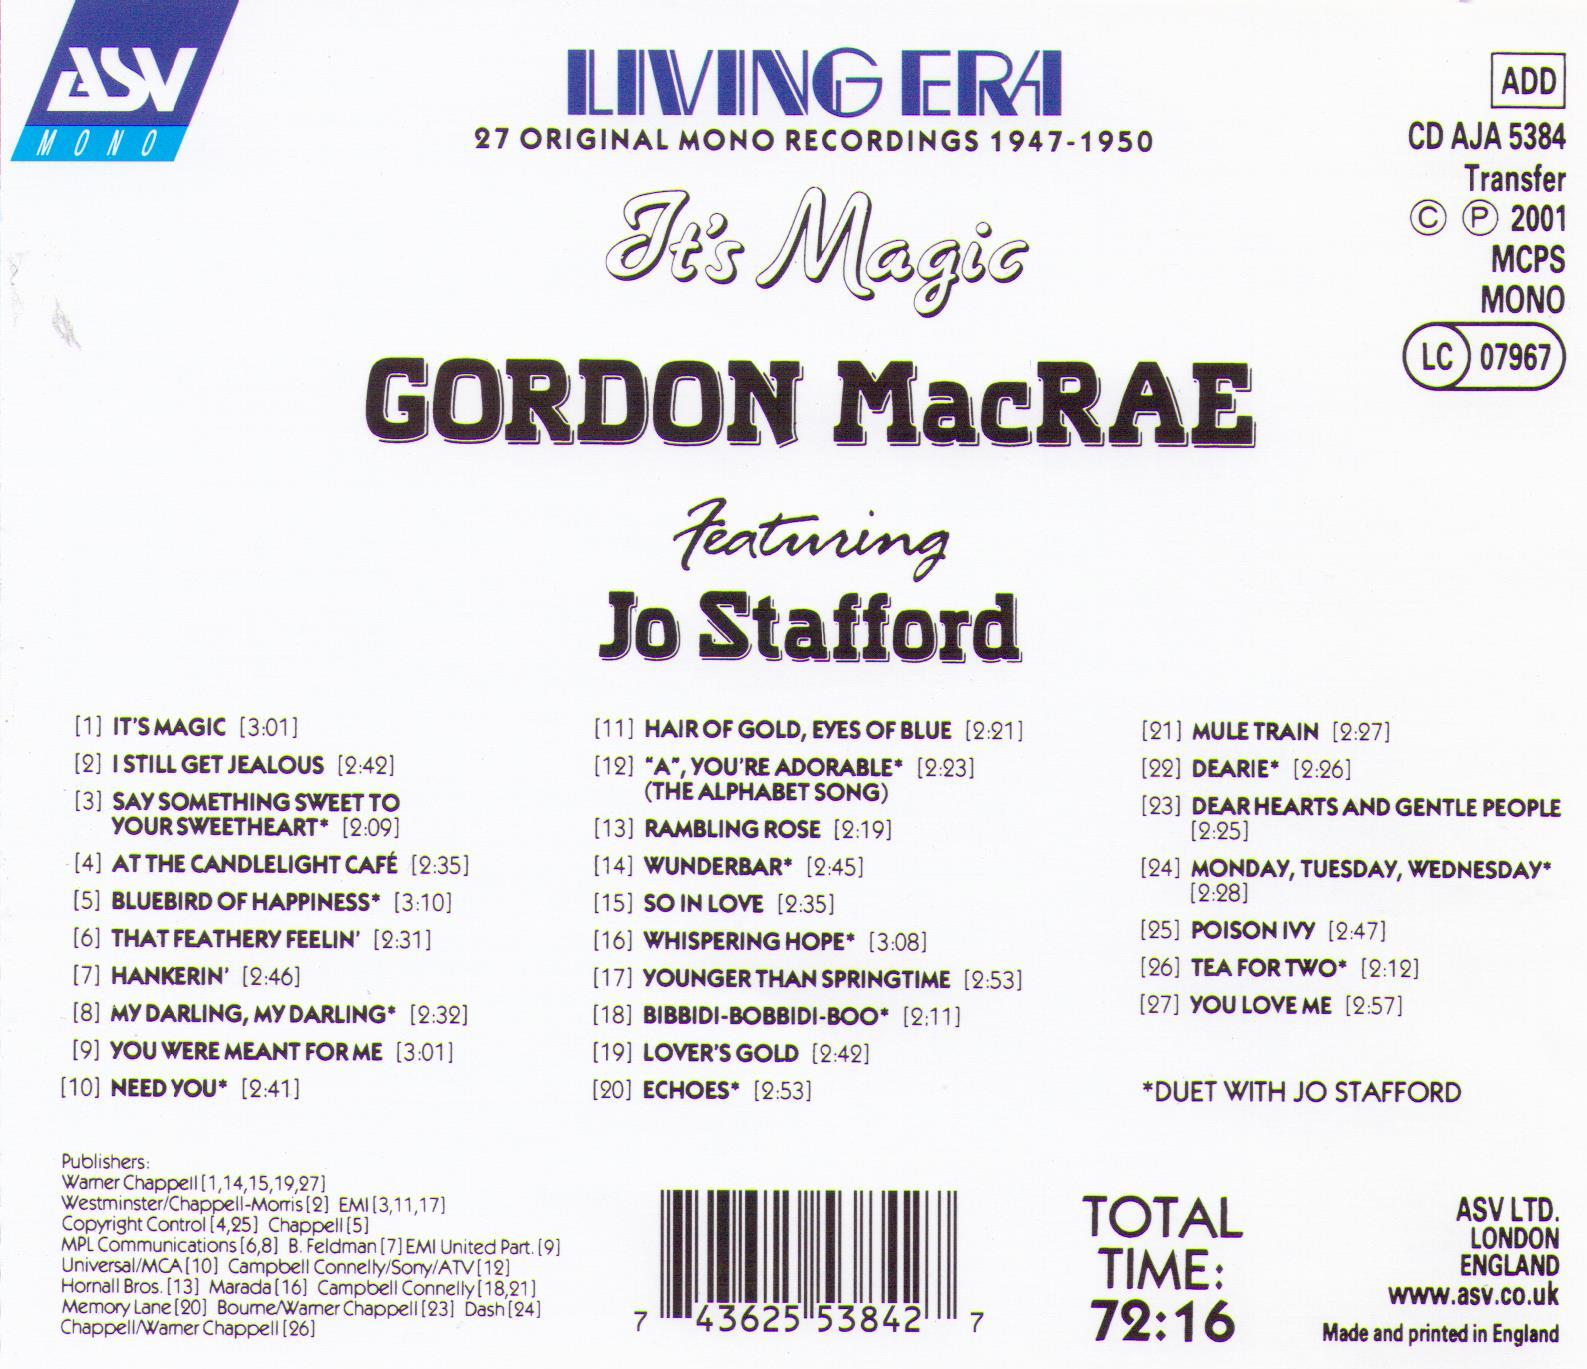 ASV
MONO
LIVING ERA
27 ORIGINAL MONO RECORDINGS 1947-1950
It's Magic
GORDON MacRAE
Featuring
Jo Stafford
ADD
CD AJA 5384
Transfer
© ℗ 2001
MCPS
MONO
LC 07967
[1] IT'S MAGIC [3:01]
[2] I STILL GET JEALOUS [2:42]
[3] SAY SOMETHING SWEET TO
YOUR SWEETHEART* [2:09]
[4] AT THE CANDLELIGHT CAFÉ [2:35]
[5] BLUEBIRD OF HAPPINESS* [3:10]
[6] THAT FEATHERY FEELIN' [2:31]
[7] HANKERIN' [2:46]
[8] MY DARLING, MY DARLING* [2:32]
[9] YOU WERE MEANT FOR ME [3:01]
[10] NEED YOU* [2:41]
[11] HAIR OF GOLD, EYES OF BLUE [2:21]
[12] "A", YOU'RE ADORABLE* [2:23]
(THE ALPHABET SONG)
[13] RAMBLING ROSE [2:19]
[14] WUNDERBAR* [2:45]
[15] SO IN LOVE [2:35]
[16] WHISPERING HOPE* [3:08]
[17] YOUNGER THAN SPRINGTIME [2:53]
[18] BIBBIDI-BOBBIDI-BOO* [2:11]
[19] LOVER'S GOLD [2:42]
[20] ECHOES* [2:53]
[21] MULE TRAIN [2:27]
[22] DEARIE* [2:26]
[23] DEAR HEARTS AND GENTLE PEOPLE
[2:25]
[24] MONDAY, TUESDAY, WEDNESDAY*
[2:28]
[25] POISON IVY [2:47]
[26] TEA FOR TWO* [2:12]
[27] YOU LOVE ME [2:57]
*DUET WITH JO STAFFORD
Publishers:
Warner Chappell [1,14,15,19,27]
Westminster/Chappell-Morris [2] EMI [3,11,17]
Copyright Control [4,25] Chappell [5]
MPL Communications [6,8] B. Feldman [7] EMI United Part. [9]
Universal/MCA [10] Campbell Connelly/Sony/ATV [12]
Hornall Bros. [13] Marada [16] Campbell Connelly [18,21]
Memory Lane [20] Bourne/Warner Chappell [23] Dash [24]
Chappell/Warner Chappell [26]
7 43625 53842 7
TOTAL
TIME:
72:16
ASV LTD.
LONDON
ENGLAND
www.asv.co.uk
Made and printed in England